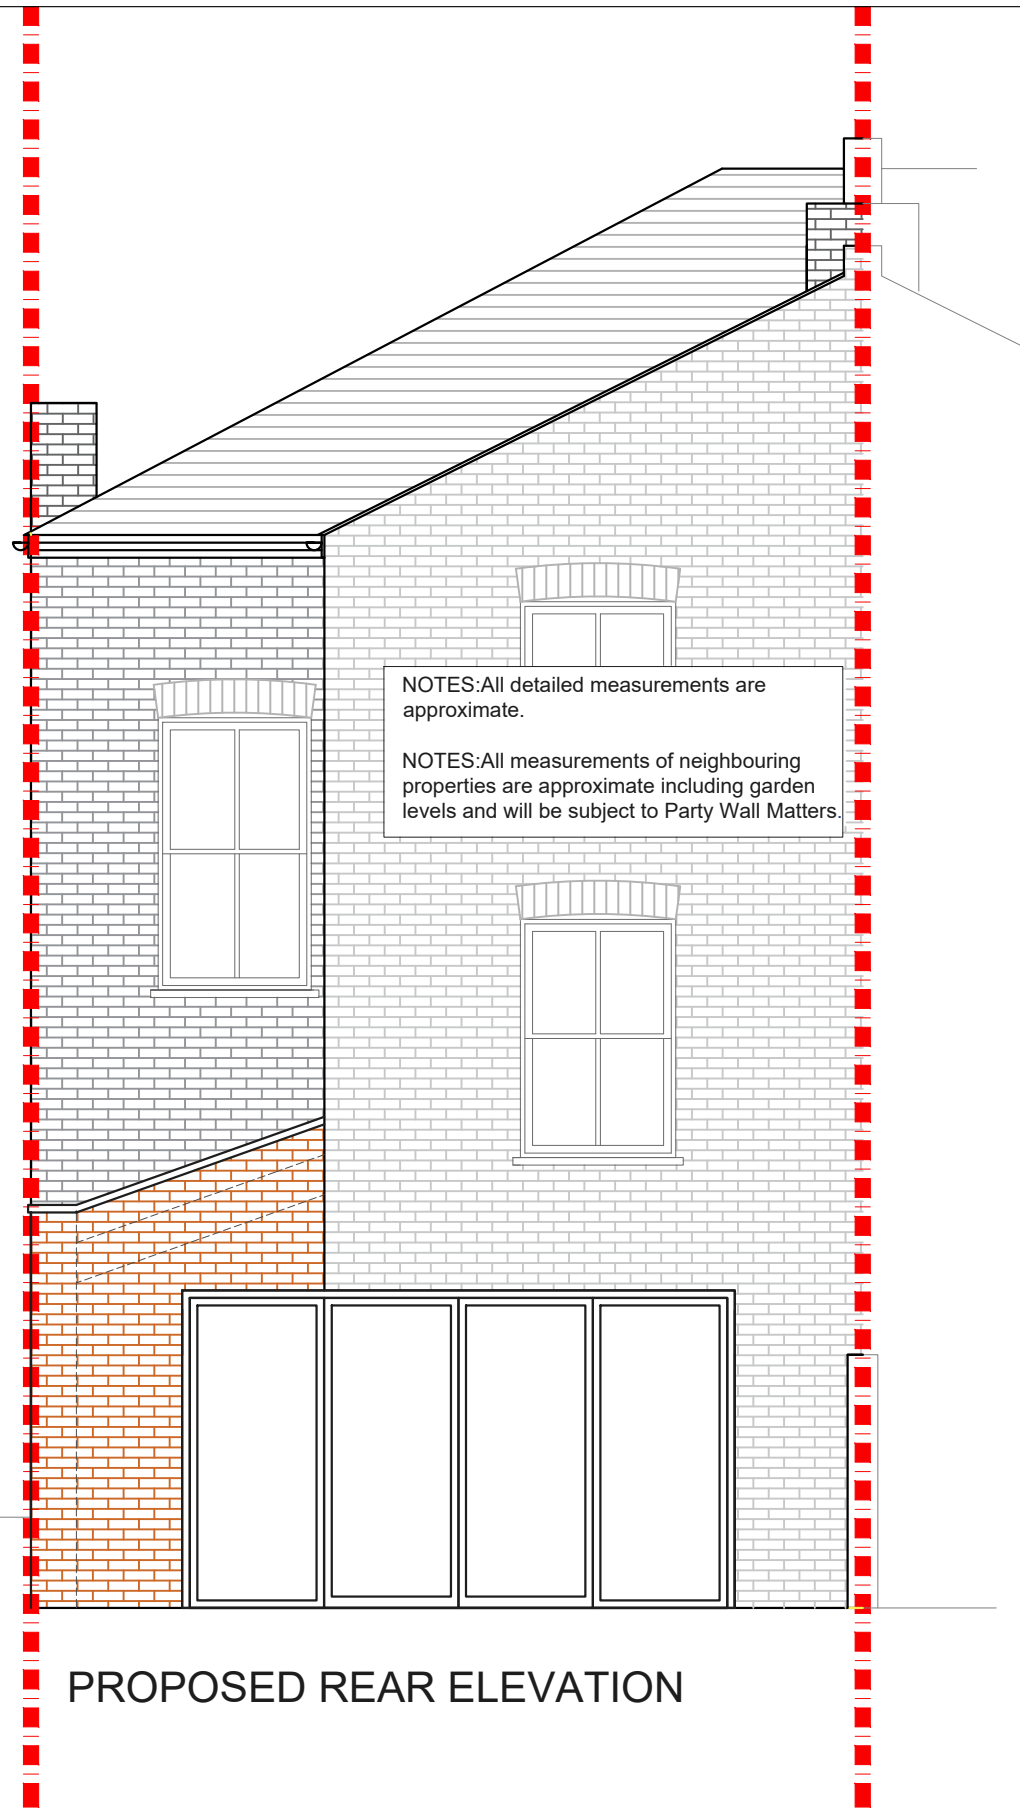 NOTES:All detailed measurements are
approximate.
NOTES:All measurements of neighbouring
properties are approximate including garden
levels and will be subject to Party Wall Matters.
PROPOSED REAR ELEVATION